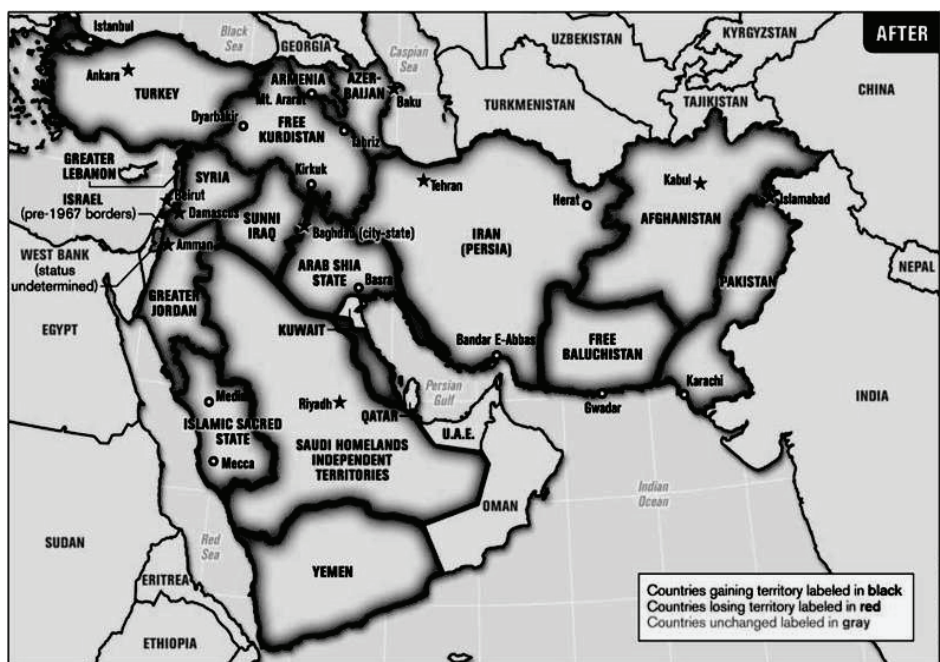 AFTER
Istanbul
Black
Sea
GEORGIA
Caspian
Sea
UZBEKISTAN
KYRGYZSTAN
Ankara
TURKEY
ARMENIA
Mt. Ararat
AZER-
BAIJAN
Baku
TURKMENISTAN
TAJIKISTAN
CHINA
Dyarbakir
FREE
KURDISTAN
Tabriz
GREATER
LEBANON
SYRIA
Kirkuk
Tehran
Herat
Kabul
Islamabad
ISRAEL
(pre-1967 borders)
Beirut
Damascus
SUNNI
IRAQ
Baghdad (city-state)
IRAN
(PERSIA)
AFGHANISTAN
WEST BANK
(status
undetermined)
Amman
ARAB SHIA
STATE
Basra
PAKISTAN
NEPAL
EGYPT
GREATER
JORDAN
KUWAIT
Bandar E-Abbas
FREE
BALUCHISTAN
Karachi
Gwadar
INDIA
Persian
Gulf
Medina
Riyadh
QATAR
U.A.E.
ISLAMIC SACRED
STATE
Mecca
SAUDI HOMELANDS
INDEPENDENT
TERRITORIES
OMAN
Indian
Ocean
SUDAN
Red
Sea
YEMEN
ERITREA
ETHIOPIA
Countries gaining territory labeled in black
Countries losing territory labeled in red
Countries unchanged labeled in gray